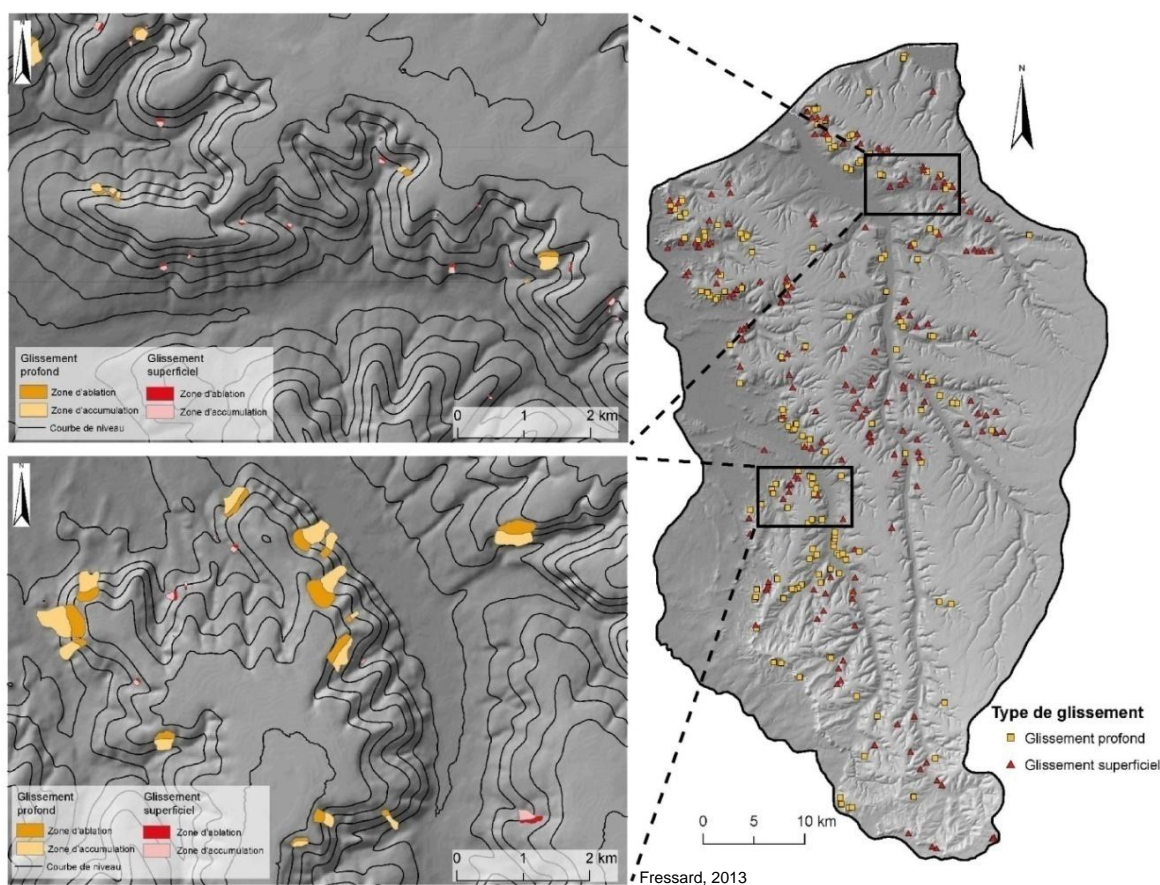 N
Glissement profond
Zone d'ablation
Zone d'accumulation
Courbe de niveau
Glissement superficiel
Zone d'ablation
Zone d'accumulation
0 1 2 km
N
Glissement profond
Zone d'ablation
Zone d'accumulation
Courbe de niveau
Glissement superficiel
Zone d'ablation
Zone d'accumulation
0 1 2 km
N
Type de glissement
Glissement profond
Glissement superficiel
0 5 10 km
Fressard, 2013